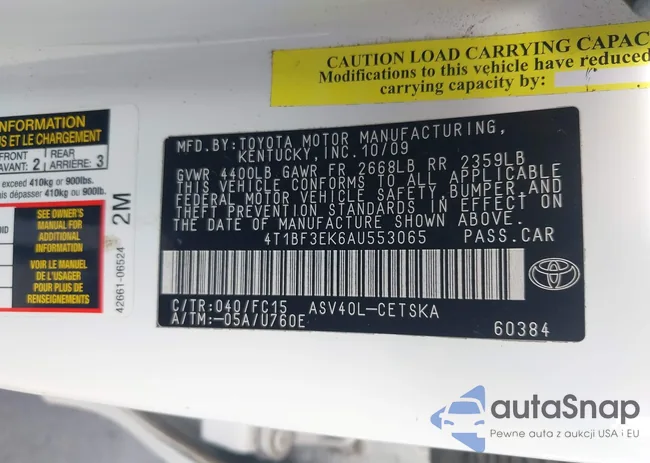 CAUTION LOAD CARRYING CAPAC
Modifications to this vehicle have reduced
carrying capacity by:
INFORMATION
US ET LE CHARGEMENT
FRONT
AVANT: 2
REAR
ARRIÈRE: 3
exceed 410kg or 900lbs.
dépasser 410kg ou 900lb.
SEE OWNER'S
MANUAL FOR
ADDITIONAL
INFORMATION
VOIR LE MANUEL
DE L'USAGER
POUR PLUS DE
RENSEIGNEMENTS
2M
42661-06524
MFD.BY: TOYOTA MOTOR MANUFACTURING,
KENTUCKY, INC. 10/09
GVWR 4400LB GAWR FR 2668LB RR 2359LB
THIS VEHICLE CONFORMS TO ALL APPLICABLE
FEDERAL MOTOR VEHICLE SAFETY, BUMPER AND
THEFT PREVENTION STANDARDS IN EFFECT ON
THE DATE OF MANUFACTURE SHOWN ABOVE.
4T1BF3EK6AU553065 PASS.CAR
TOYOTA
C/TR: 040/FC15 ASV40L-CETSKA
A/TM: -05A/U760E
60384
autaSnap
Pewne auta z aukcji USA i EU